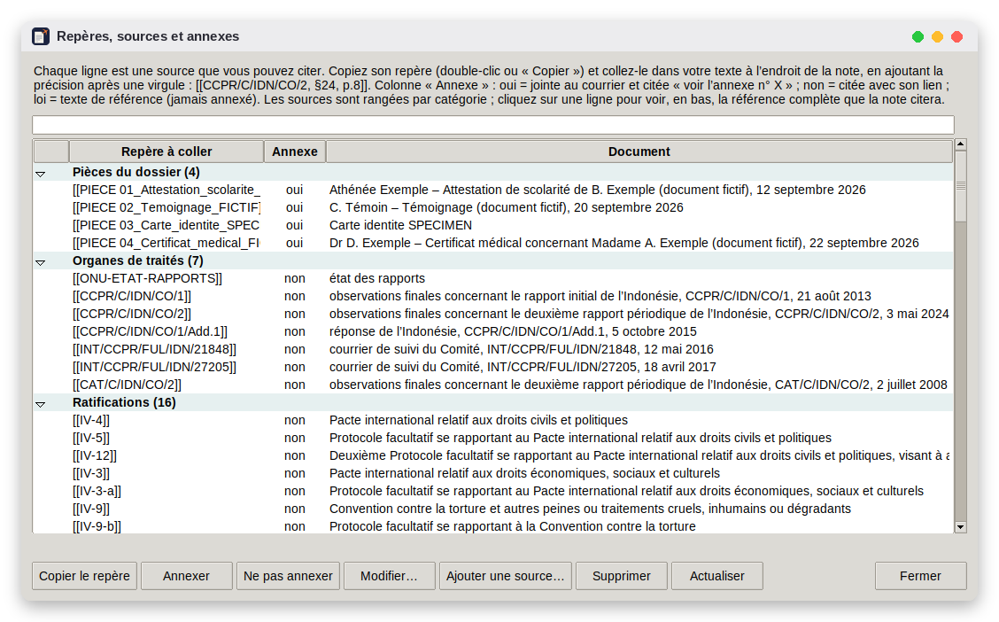 Repères, sources et annexes
Chaque ligne est une source que vous pouvez citer. Copiez son repère (double-clic ou « Copier ») et collez-le dans votre texte à l’endroit de la note, en ajoutant la
précision après une virgule : [[CCPR/C/IDN/CO/2, §24, p.8]]. Colonne « Annexe » : oui = jointe au courrier et citée « voir l’annexe n° X » ; non = citée avec son lien ;
loi = texte de référence (jamais annexé). Les sources sont rangées par catégorie ; cliquez sur une ligne pour voir, en bas, la référence complète que la note citera.
Repère à coller Annexe Document
Pièces du dossier (4)
[[PIECE 01_Attestation_scolarite_ oui Athénée Exemple – Attestation de scolarité de B. Exemple (document fictif), 12 septembre 2026
[[PIECE 02_Temoignage_FICTIF] oui C. Témoin – Témoignage (document fictif), 20 septembre 2026
[[PIECE 03_Carte_identite_SPEC oui Carte identite SPECIMEN
[[PIECE 04_Certificat_medical_FI oui Dr D. Exemple – Certificat médical concernant Madame A. Exemple (document fictif), 22 septembre 2026
Organes de traités (7)
[[ONU-ETAT-RAPPORTS]] non état des rapports
[[CCPR/C/IDN/CO/1]] non observations finales concernant le rapport initial de l’Indonésie, CCPR/C/IDN/CO/1, 21 août 2013
[[CCPR/C/IDN/CO/2]] non observations finales concernant le deuxième rapport périodique de l’Indonésie, CCPR/C/IDN/CO/2, 3 mai 2024
[[CCPR/C/IDN/CO/1/Add.1]] non réponse de l’Indonésie, CCPR/C/IDN/CO/1/Add.1, 5 octobre 2015
[[INT/CCPR/FUL/IDN/21848]] non courrier de suivi du Comité, INT/CCPR/FUL/IDN/21848, 12 mai 2016
[[INT/CCPR/FUL/IDN/27205]] non courrier de suivi du Comité, INT/CCPR/FUL/IDN/27205, 18 avril 2017
[[CAT/C/IDN/CO/2]] non observations finales concernant le deuxième rapport périodique de l’Indonésie, CAT/C/IDN/CO/2, 2 juillet 2008
Ratifications (16)
[[IV-4]] non Pacte international relatif aux droits civils et politiques
[[IV-5]] non Protocole facultatif se rapportant au Pacte international relatif aux droits civils et politiques
[[IV-12]] non Deuxième Protocole facultatif se rapportant au Pacte international relatif aux droits civils et politiques, visant à
[[IV-3]] non Pacte international relatif aux droits économiques, sociaux et culturels
[[IV-3-a]] non Protocole facultatif se rapportant au Pacte international relatif aux droits économiques, sociaux et culturels
[[IV-9]] non Convention contre la torture et autres peines ou traitements cruels, inhumains ou dégradants
[[IV-9-b]] non Protocole facultatif se rapportant à la Convention contre la torture
Copier le repère Annexer Ne pas annexer Modifier… Ajouter une source… Supprimer Actualiser Fermer